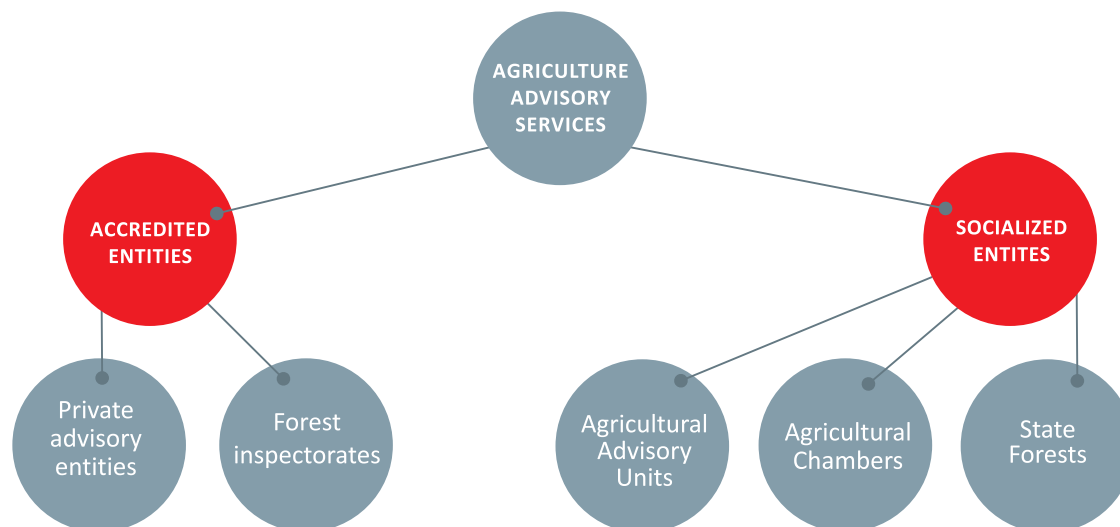 AGRICULTURE
ADVISORY
SERVICES
ACCREDITED
ENTITIES
SOCIALIZED
ENTITES
Private
advisory
entities
Forest
inspectorates
Agricultural
Advisory
Units
Agricultural
Chambers
State
Forests